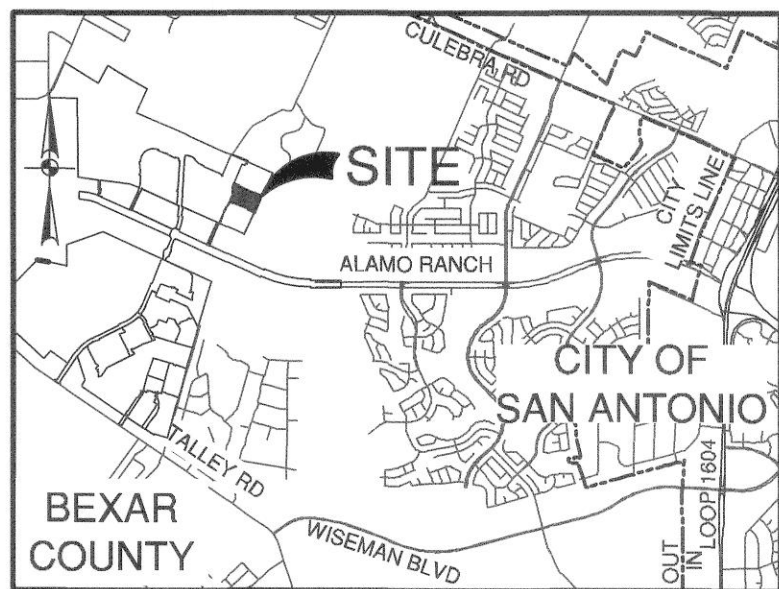 CULEBRA RD
SITE
CITY
LIMITS LINE
ALAMO RANCH
CITY OF
SAN ANTONIO
TALLEY RD
BEXAR
COUNTY
WISEMAN BLVD
OUT
IN
LOOP 1604